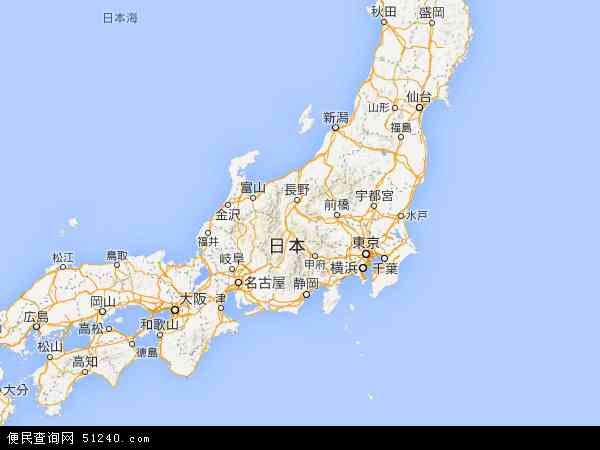 日本海
秋田
盛岡
仙台
山形
新潟
福島
富山
長野
金沢
前橋
宇都宮
水戸
福井
日本
東京
松江
鳥取
岐阜
甲府
横浜
千葉
名古屋
静岡
岡山
大阪
津
広島
高松
和歌山
松山
徳島
高知
大分
便民查询网 51240.com